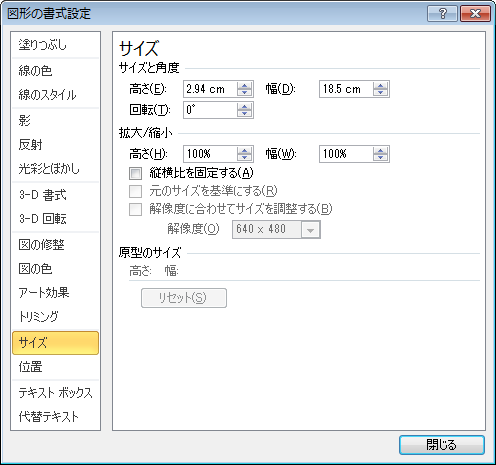 図形の書式設定
塗りつぶし
線の色
線のスタイル
影
反射
光彩とぼかし
3-D 書式
3-D 回転
図の修整
図の色
アート効果
トリミング
サイズ
位置
テキスト ボックス
代替テキスト
サイズ
サイズと角度
高さ(E): 2.94 cm 幅(D): 18.5 cm
回転(T): 0°
拡大/縮小
高さ(H): 100% 幅(W): 100%
縦横比を固定する(A)
元のサイズを基準にする(R)
解像度に合わせてサイズを調整する(B)
解像度(O) 640 x 480
原型のサイズ
高さ: 幅:
リセット(S)
閉じる